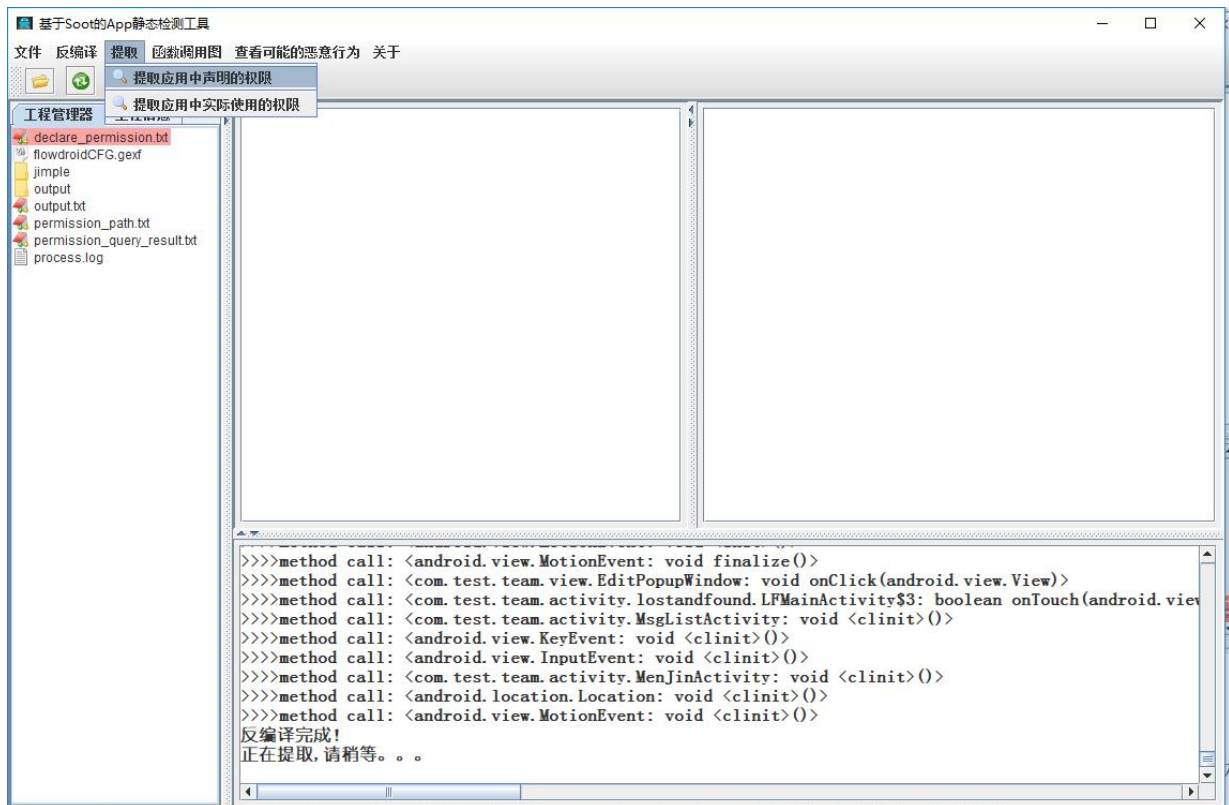 基于Soot的App静态检测工具
文件 反编译 提取 函数调用图 查看可能的恶意行为 关于
提取应用中声明的权限
提取应用中实际使用的权限
工程管理器
declare_permission.txt
flowdroidCFG.gexf
jimple
output
output.txt
permission_path.txt
permission_query_result.txt
process.log
>>>>method call: <android.view.MotionEvent: void <init>()>
>>>>method call: <android.view.MotionEvent: void finalize()>
>>>>method call: <com.test.team.view.EditPopupWindow: void onClick(android.view.View)>
>>>>method call: <com.test.team.activity.lostandfound.LFMainActivity$3: boolean onTouch(android.view
>>>>method call: <com.test.team.activity.MsgListActivity: void <clinit>()>
>>>>method call: <android.view.KeyEvent: void <clinit>()>
>>>>method call: <android.view.InputEvent: void <clinit>()>
>>>>method call: <com.test.team.activity.MenJinActivity: void <clinit>()>
>>>>method call: <android.location.Location: void <clinit>()>
>>>>method call: <android.view.MotionEvent: void <clinit>()>
反编译完成!
正在提取,请稍等。。。